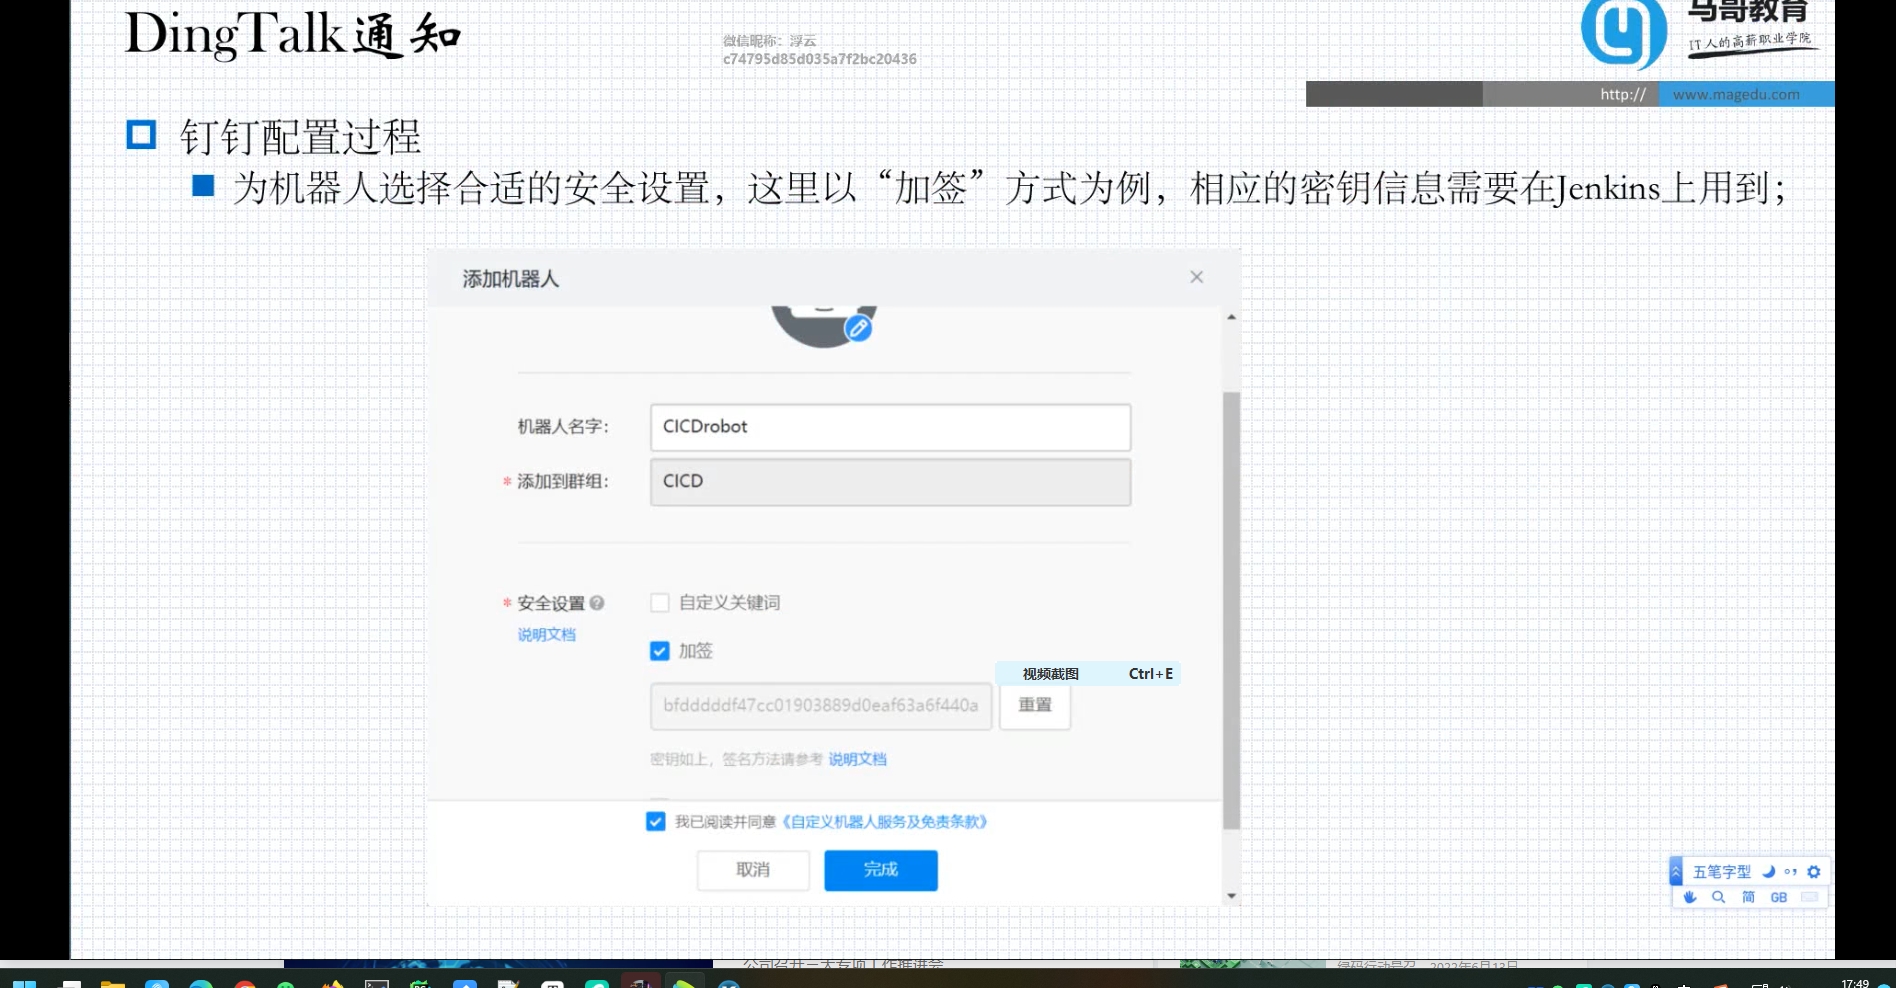 DingTalk通知
微信昵称：浮云
c74795d85d035a7f2bc20436
马哥教育
IT人的高薪职业学院
http:// www.magedu.com
钉钉配置过程
为机器人选择合适的安全设置，这里以“加签”方式为例，相应的密钥信息需要在Jenkins上用到；
添加机器人
机器人名字： CICDrobot
* 添加到群组： CICD
* 安全设置 自定义关键词
说明文档
加签
视频截图 Ctrl+E
bfdddddf47cc01903889d0eaf63a6f440a 重置
密钥如上，签名方法请参考 说明文档
我已阅读并同意《自定义机器人服务及免责条款》
取消 完成
五笔字型
简 GB
17:49